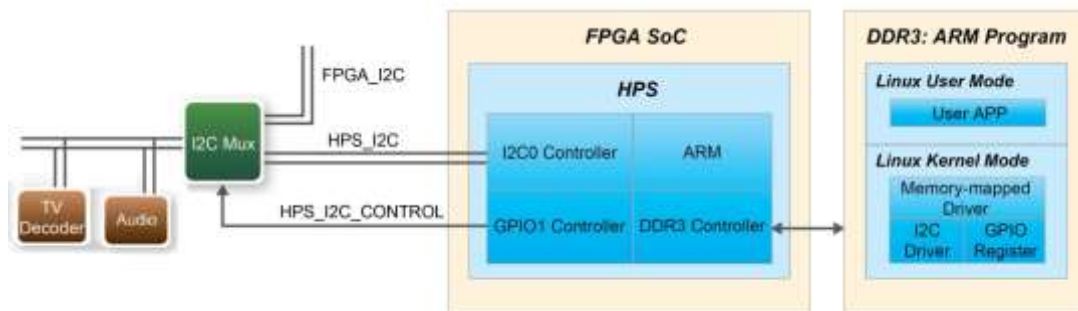 FPGA SoC
DDR3: ARM Program
FPGA_I2C
HPS
Linux User Mode
User APP
I2C Mux
HPS_I2C
I2C0 Controller
ARM
Linux Kernel Mode
Memory-mapped
Driver
TV
Decoder
Audio
HPS_I2C_CONTROL
GPIO1 Controller
DDR3 Controller
I2C
Driver
GPIO
Register